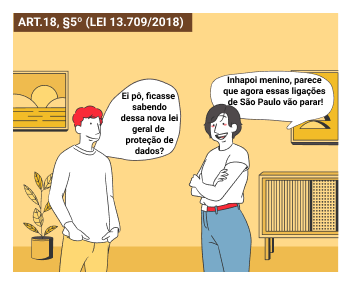 ART.18, §5º (LEI 13.709/2018)
Ei pô, ficasse
sabendo
dessa nova lei
geral de
proteção de
dados?
Inhapoi menino, parece
que agora essas ligações
de São Paulo vão parar!